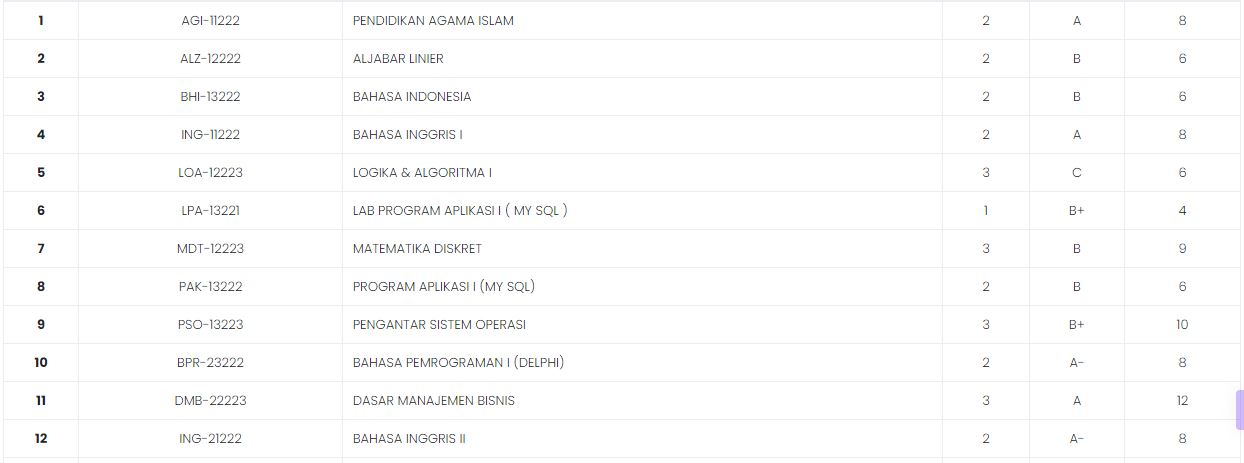 1 AGI-11222 PENDIDIKAN AGAMA ISLAM 2 A 8
2 ALZ-12222 ALJABAR LINIER 2 B 6
3 BHI-13222 BAHASA INDONESIA 2 B 6
4 ING-11222 BAHASA INGGRIS I 2 A 8
5 LOA-12223 LOGIKA & ALGORITMA I 3 C 6
6 LPA-13221 LAB PROGRAM APLIKASI I ( MY SQL ) 1 B+ 4
7 MDT-12223 MATEMATIKA DISKRET 3 B 9
8 PAK-13222 PROGRAM APLIKASI I (MY SQL) 2 B 6
9 PSO-13223 PENGANTAR SISTEM OPERASI 3 B+ 10
10 BPR-23222 BAHASA PEMROGRAMAN I (DELPHI) 2 A- 8
11 DMB-22223 DASAR MANAJEMEN BISNIS 3 A 12
12 ING-21222 BAHASA INGGRIS II 2 A- 8